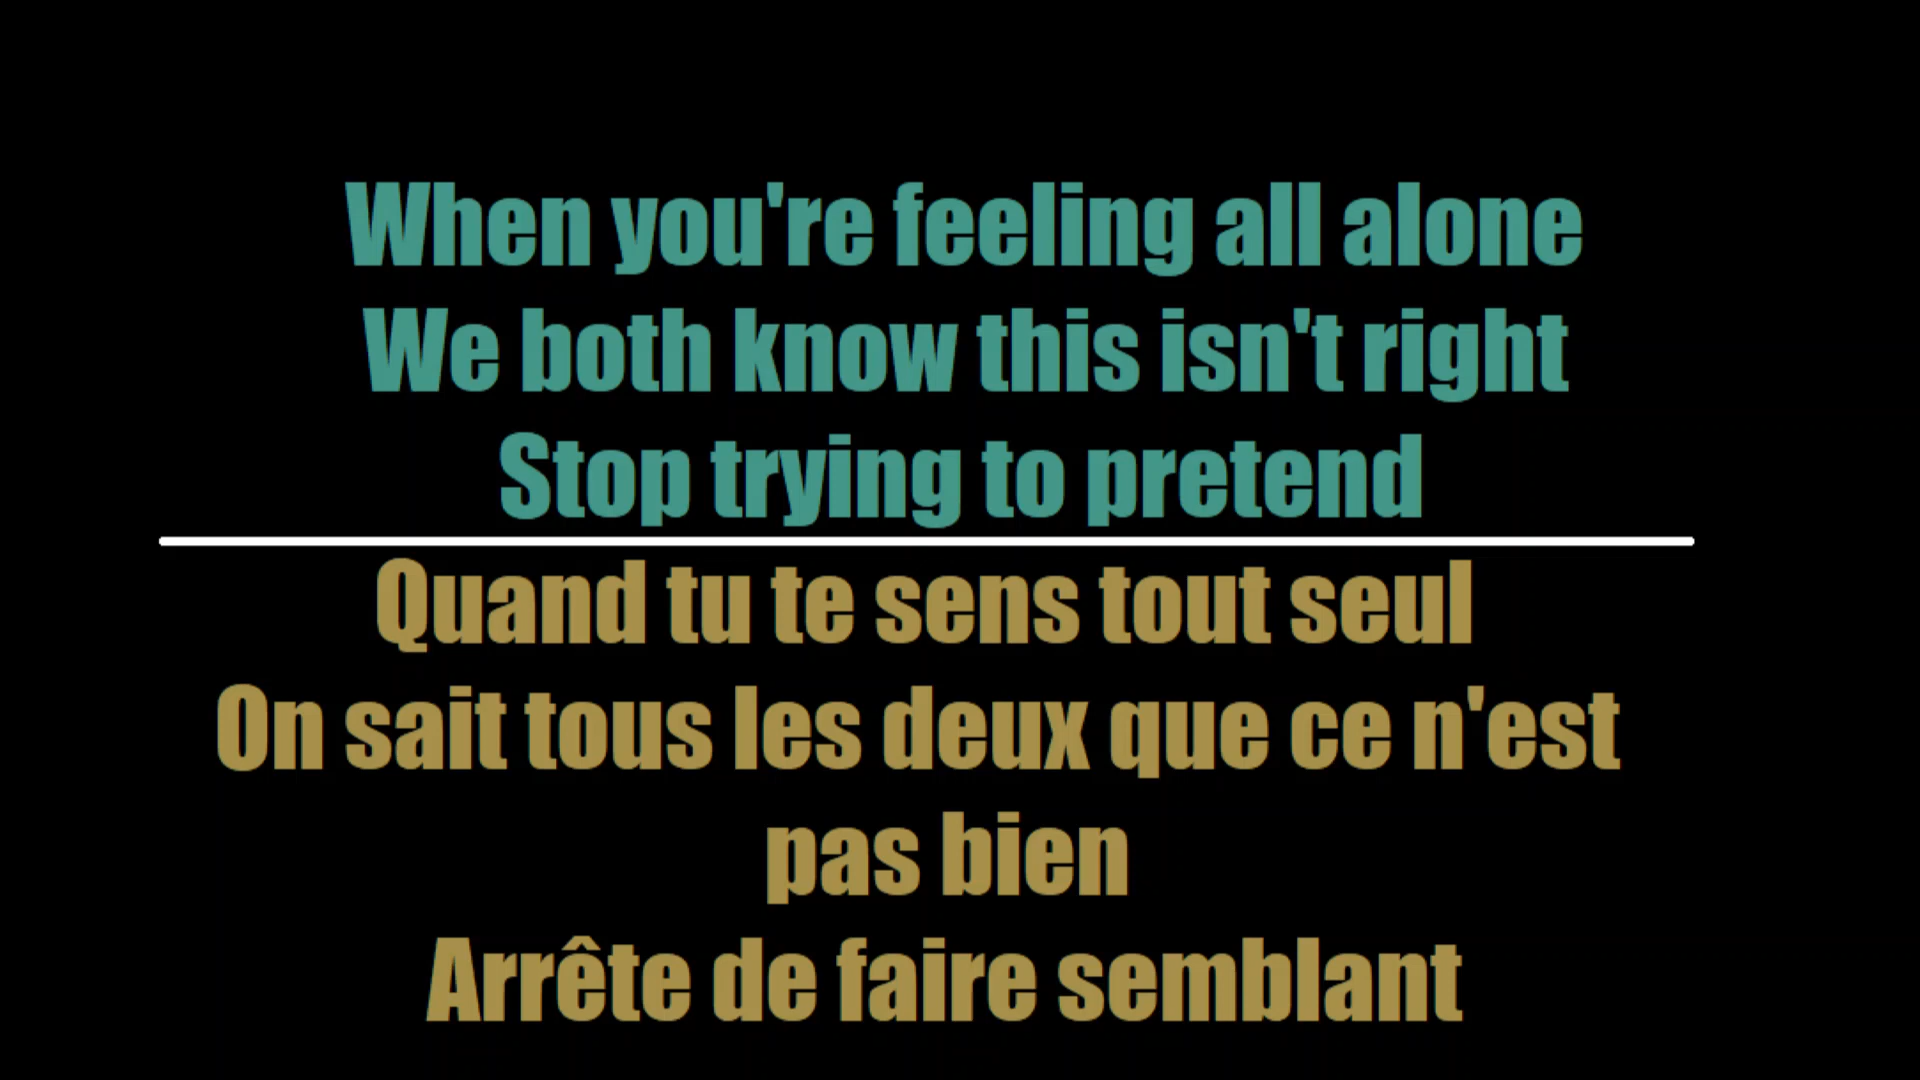 When you're feeling all alone
We both know this isn't right
Stop trying to pretend
Quand tu te sens tout seul
On sait tous les deux que ce n'est
pas bien
Arrête de faire semblant